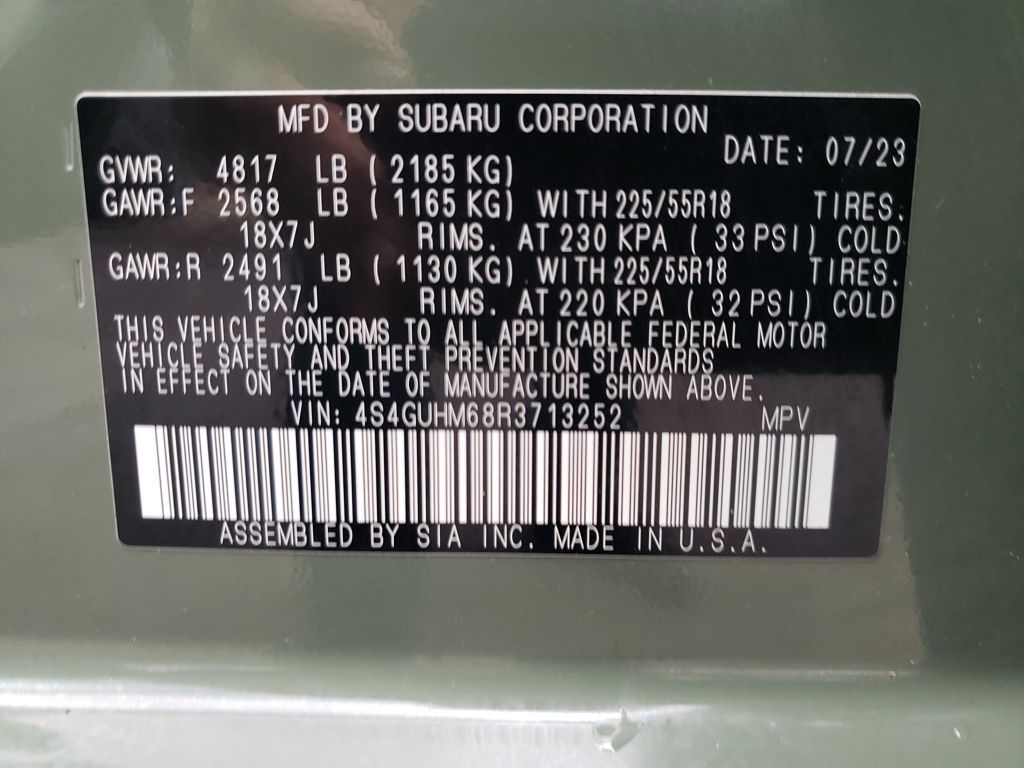 MFD BY SUBARU CORPORATION
DATE: 07/23
GVWR: 4817 LB ( 2185 KG)
GAWR:F 2568 LB ( 1165 KG) WITH 225/55R18 TIRES.
18X7J RIMS. AT 230 KPA ( 33 PSI) COLD
GAWR:R 2491 LB ( 1130 KG) WITH 225/55R18 TIRES.
18X7J RIMS. AT 220 KPA ( 32 PSI) COLD
THIS VEHICLE CONFORMS TO ALL APPLICABLE FEDERAL MOTOR
VEHICLE SAFETY AND THEFT PREVENTION STANDARDS
IN EFFECT ON THE DATE OF MANUFACTURE SHOWN ABOVE.
VIN: 4S4GUHM68R3713252 MPV
ASSEMBLED BY SIA INC. MADE IN U.S.A.